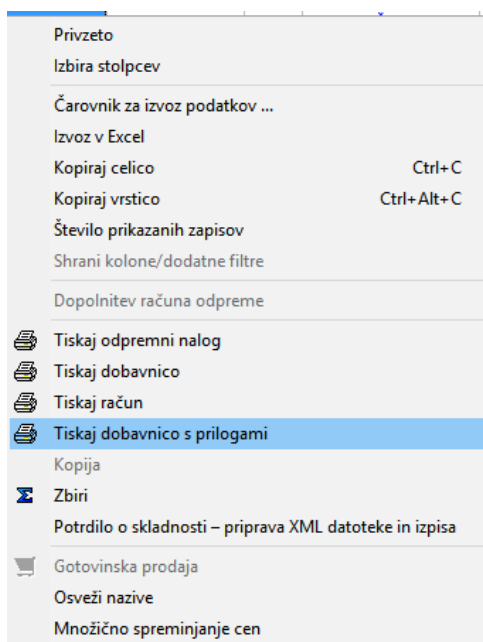 Privzeto
Izbira stolpcev
Čarovnik za izvoz podatkov ...
Izvoz v Excel
Kopiraj celico Ctrl+C
Kopiraj vrstico Ctrl+Alt+C
Število prikazanih zapisov
Shrani kolone/dodatne filtre
Dopolnitev računa odpreme
Tiskaj odpremni nalog
Tiskaj dobavnico
Tiskaj račun
Tiskaj dobavnico s prilogami
Kopija
Zbiri
Potrdilo o skladnosti – priprava XML datoteke in izpisa
Gotovinska prodaja
Osveži nazive
Množično spreminjanje cen